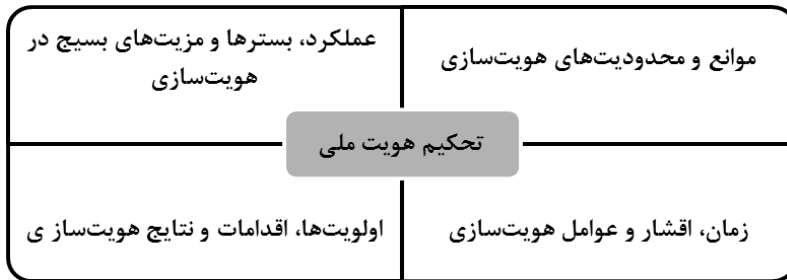 موانع و محدودیت‌های هویت‌سازی
عملکرد، بسترها و مزیت‌های بسیج در
هویت‌سازی
تحکیم هویت ملی
زمان، اقشار و عوامل هویت‌سازی
اولویت‌ها، اقدامات و نتایج هویت‌ساز ی